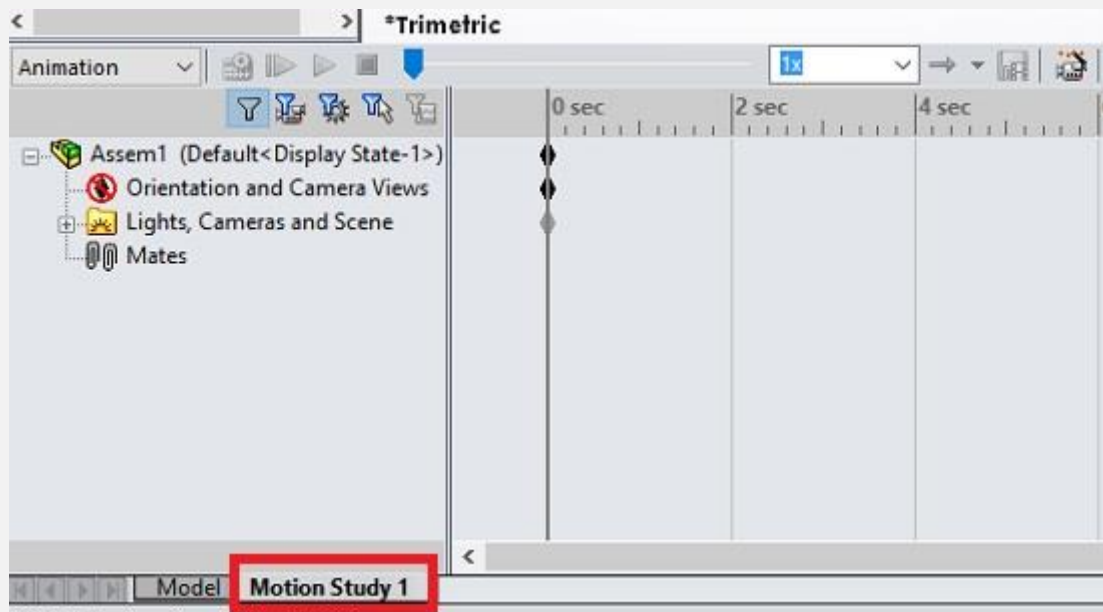 *Trimetric
Animation 1x
0 sec 2 sec 4 sec
Assem1 (Default<Display State-1>)
Orientation and Camera Views
Lights, Cameras and Scene
Mates
Model Motion Study 1